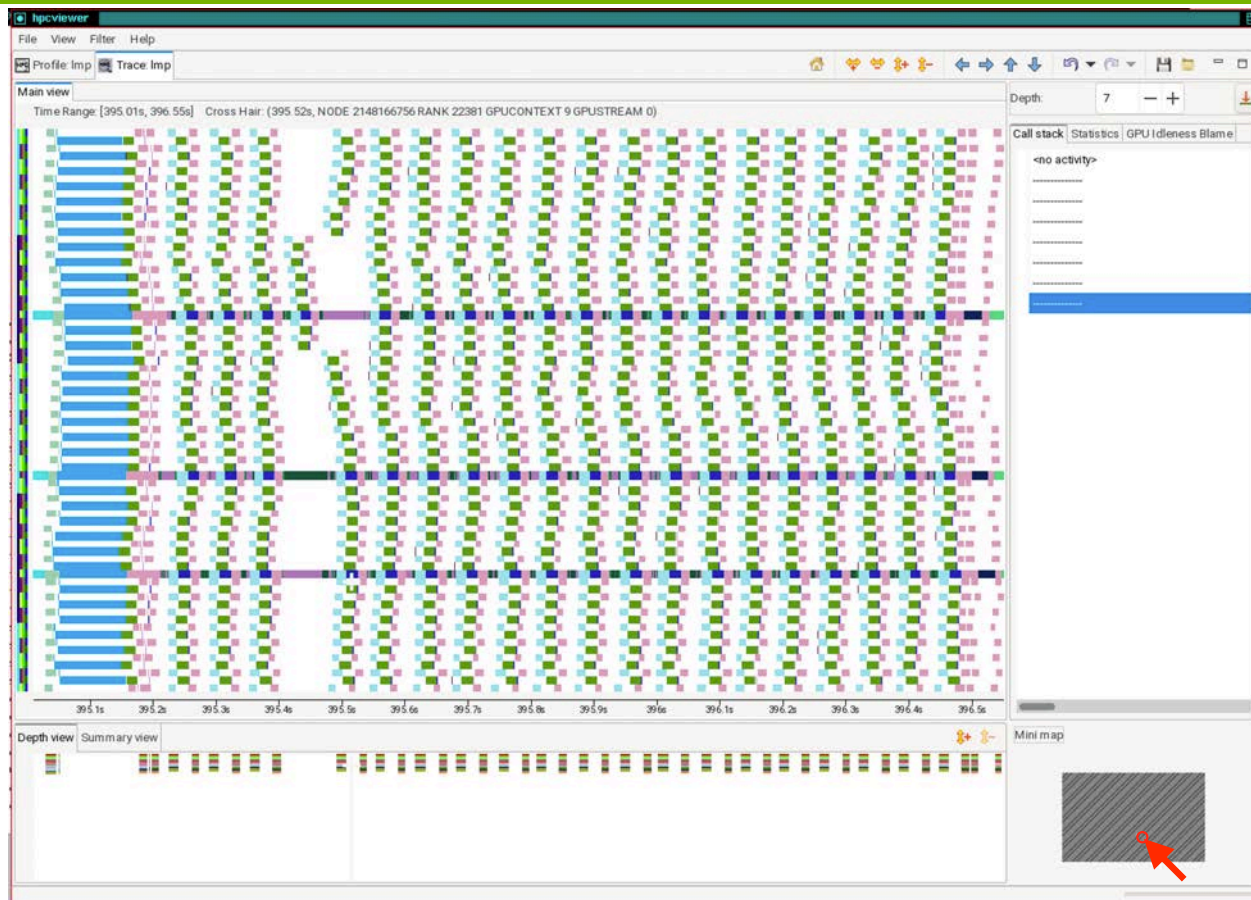 hpcviewer
File View Filter Help
Profile: lmp Trace: lmp
Main view
Time Range: [395.01s, 396.55s] Cross Hair: (395.52s, NODE 2148166756 RANK 22381 GPUCONTEXT 9 GPUSTREAM 0)
395.1s 395.2s 395.3s 395.4s 395.5s 395.6s 395.7s 395.8s 395.9s 396s 396.1s 396.2s 396.3s 396.4s 396.5s
Depth view Summary view
Depth: 7
Call stack Statistics GPU Idleness Blame
<no activity>
-------------
-------------
-------------
-------------
-------------
-------------
-------------
Mini map